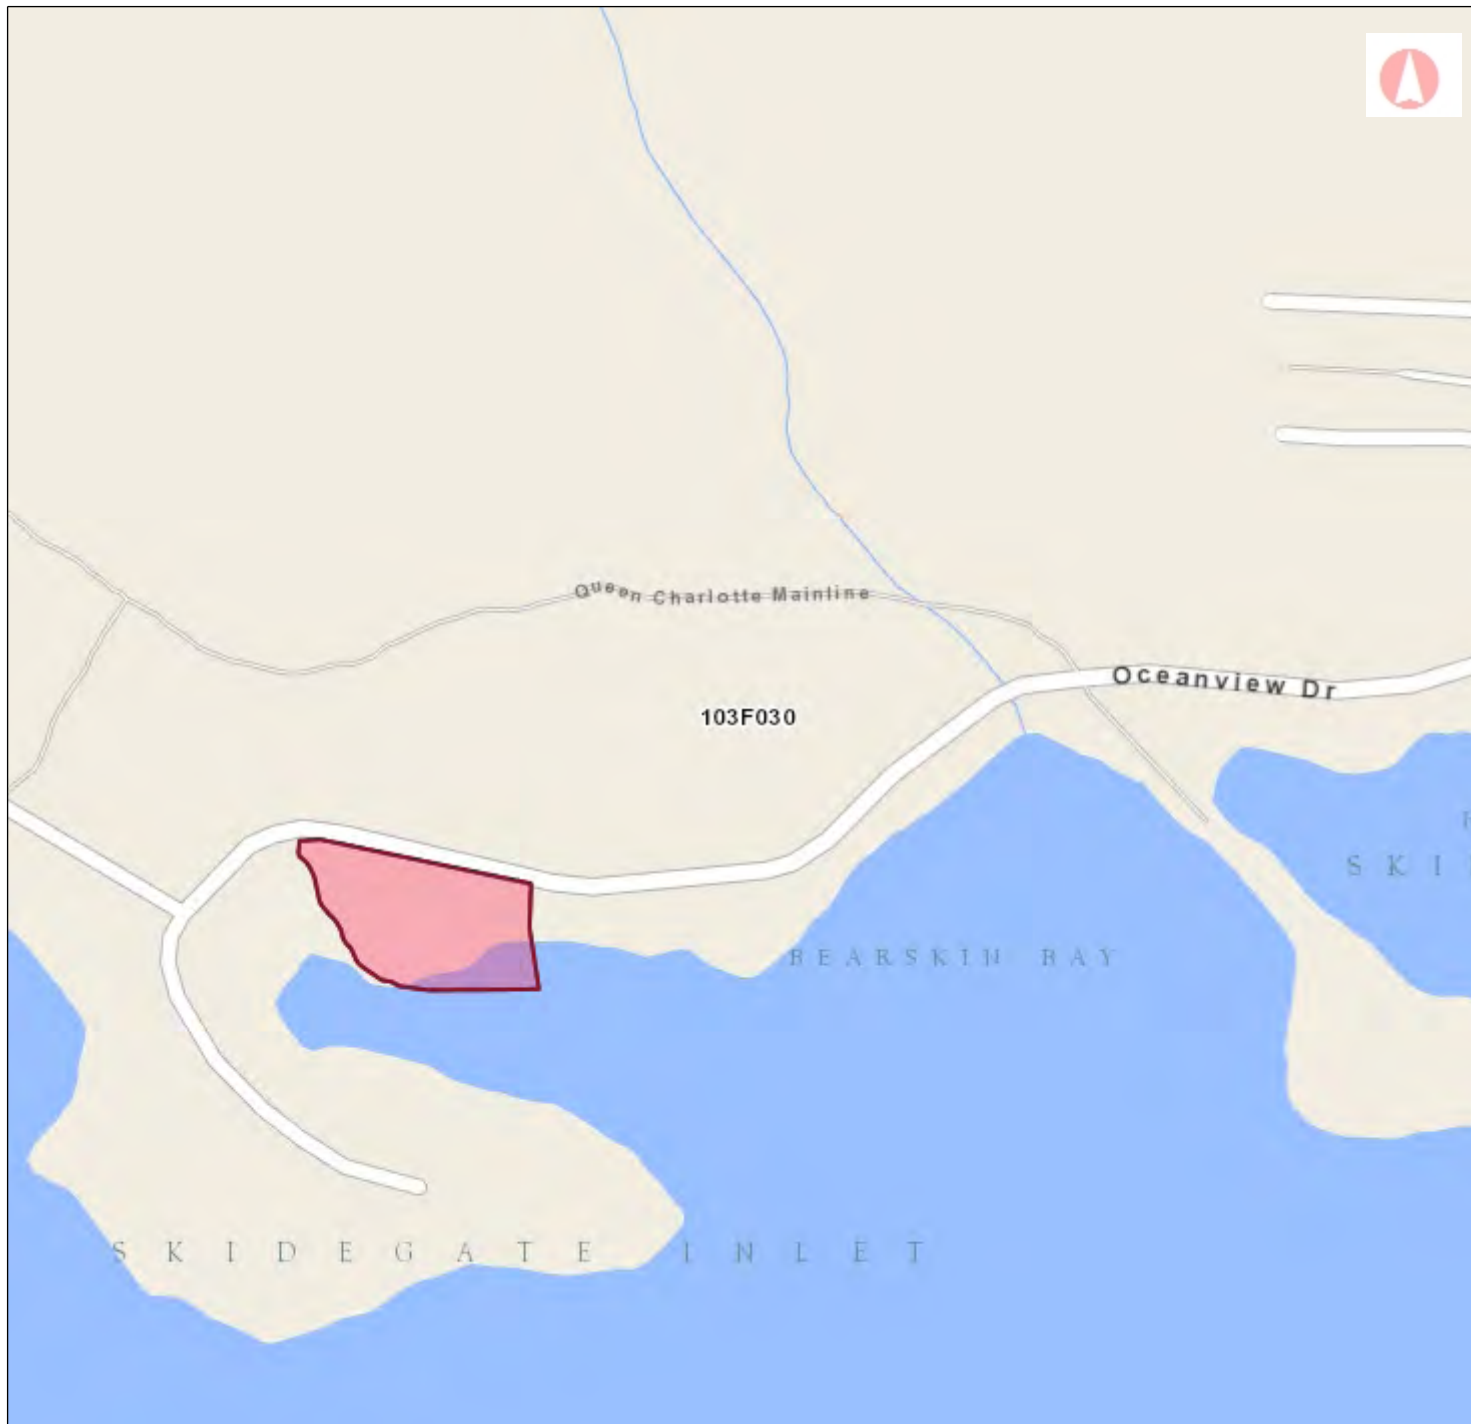 Queen Charlotte Mainline
Oceanview Dr
103F030
SKI
BEARSKIN BAY
SKIDEGATE INLET